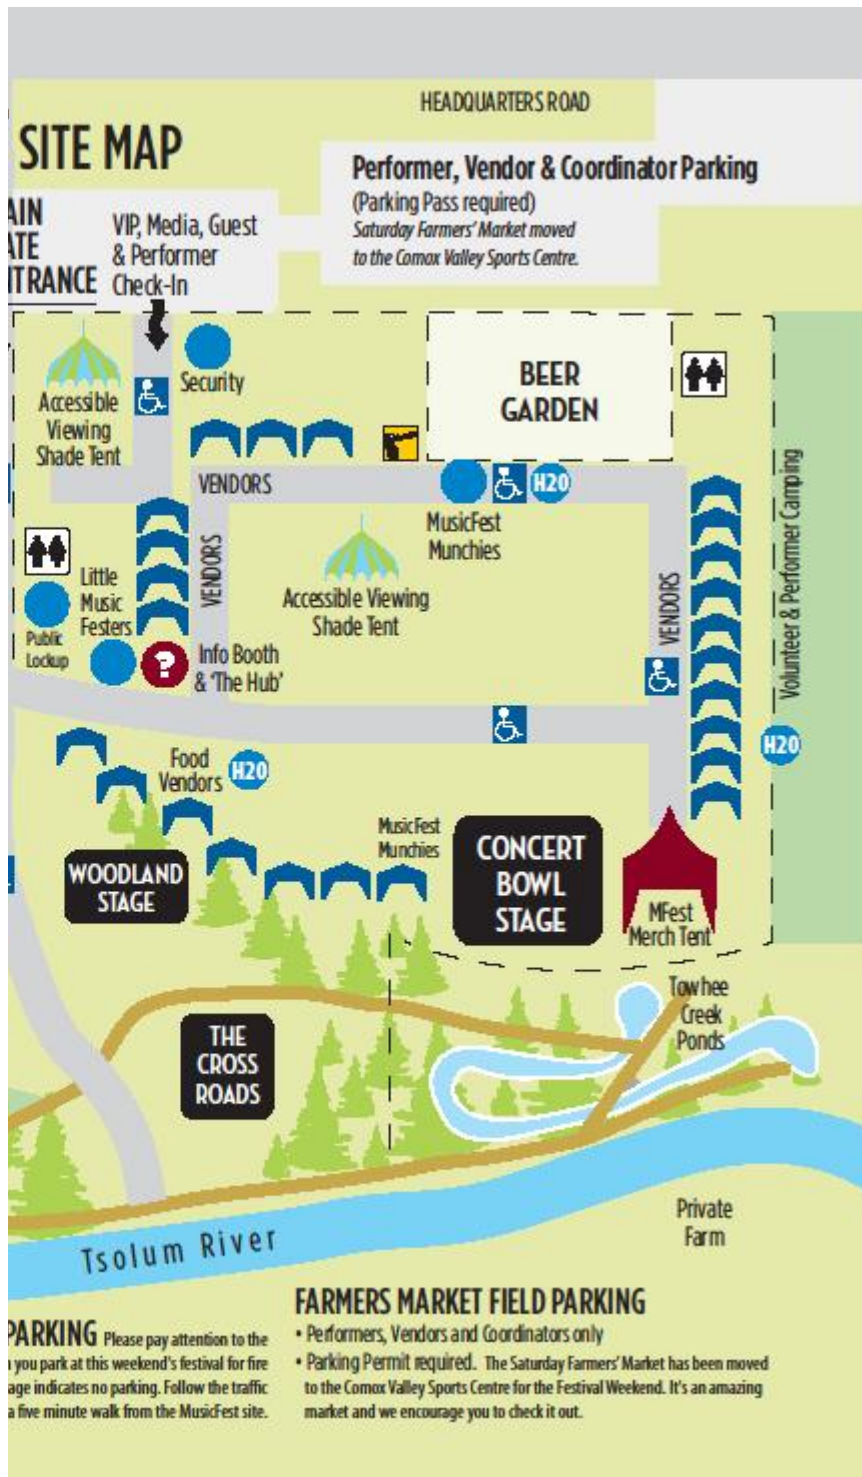 HEADQUARTERS ROAD
SITE MAP
Performer, Vendor & Coordinator Parking
(Parking Pass required)
Saturday Farmers' Market moved
to the Comox Valley Sports Centre.
AIN
ATE
TRANCE
VIP, Media, Guest
& Performer
Check-In
Security
Accessible
Viewing
Shade Tent
BEER
GARDEN
VENDORS
H20
MusicFest
Munchies
VENDORS
Accessible Viewing
Shade Tent
VENDORS
Volunteer & Performer Camping
Little
Music
Festers
Public
Lockup
?
Info Booth
& 'The Hub'
H20
Food
Vendors
H20
MusicFest
Munchies
WOODLAND
STAGE
CONCERT
BOWL
STAGE
MFest
Merch Tent
Towhee
Creek
Ponds
THE
CROSS
ROADS
Tsolum River
Private
Farm
PARKING Please pay attention to the
you park at this weekend's festival for fire
age indicates no parking. Follow the traffic
a five minute walk from the MusicFest site.
FARMERS MARKET FIELD PARKING
• Performers, Vendors and Coordinators only
• Parking Permit required. The Saturday Farmers' Market has been moved
to the Comox Valley Sports Centre for the Festival Weekend. It's an amazing
market and we encourage you to check it out.